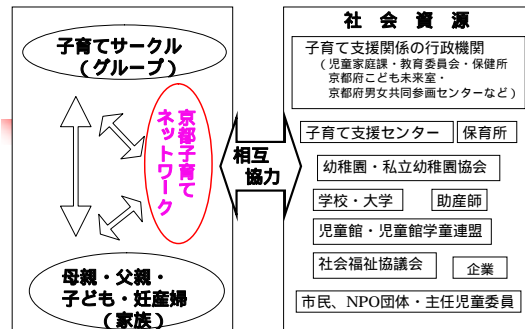 子育てサークル
（グループ）
京都子育て
ネットワーク
母親・父親・
子ども・妊産婦
（家族）
相互
協力
社会資源
子育て支援関係の行政機関
（児童家庭課・教育委員会・保健所
京都府こども未来室・
京都府男女共同参画センターなど）
子育て支援センター
保育所
幼稚園・私立幼稚園協会
学校・大学
助産師
児童館・児童館学童連盟
社会福祉協議会
企業
市民、NPO団体・主任児童委員